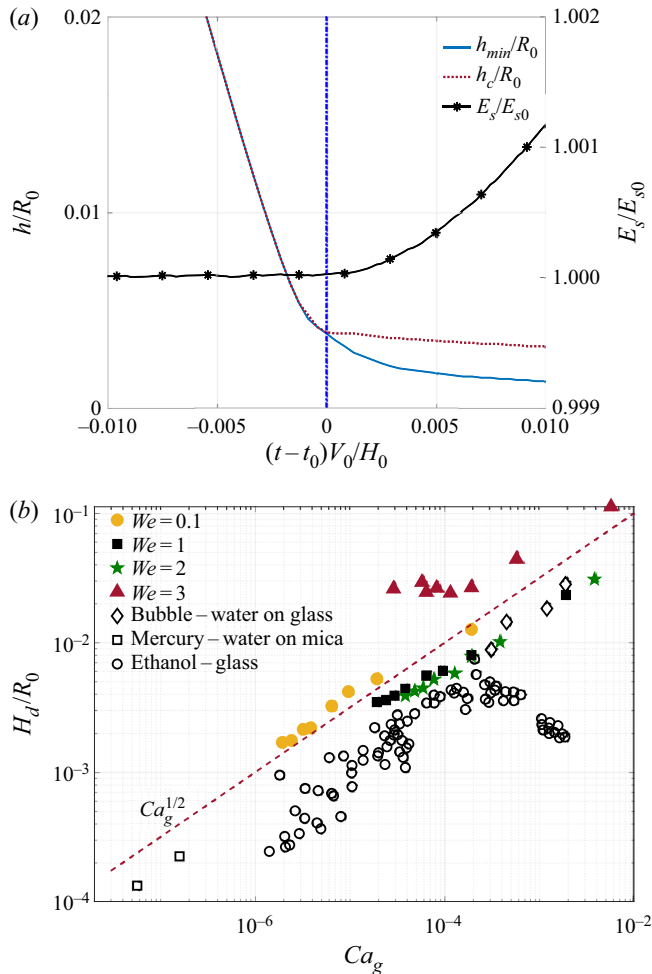 (a)
0.02
1.002
h_min/R_0
h_c/R_0
E_s/E_s0
1.001
h/R_0
0.01
E_s/E_s0
1.000
0
0.999
−0.010
−0.005
0
0.005
0.010
(t−t_0)V_0/H_0
(b)
10^−1
We = 0.1
We = 1
We = 2
We = 3
Bubble – water on glass
10^−2
Mercury – water on mica
Ethanol – glass
H_d/R_0
10^−3
Ca_g^1/2
10^−4
10^−6
10^−4
10^−2
Ca_g